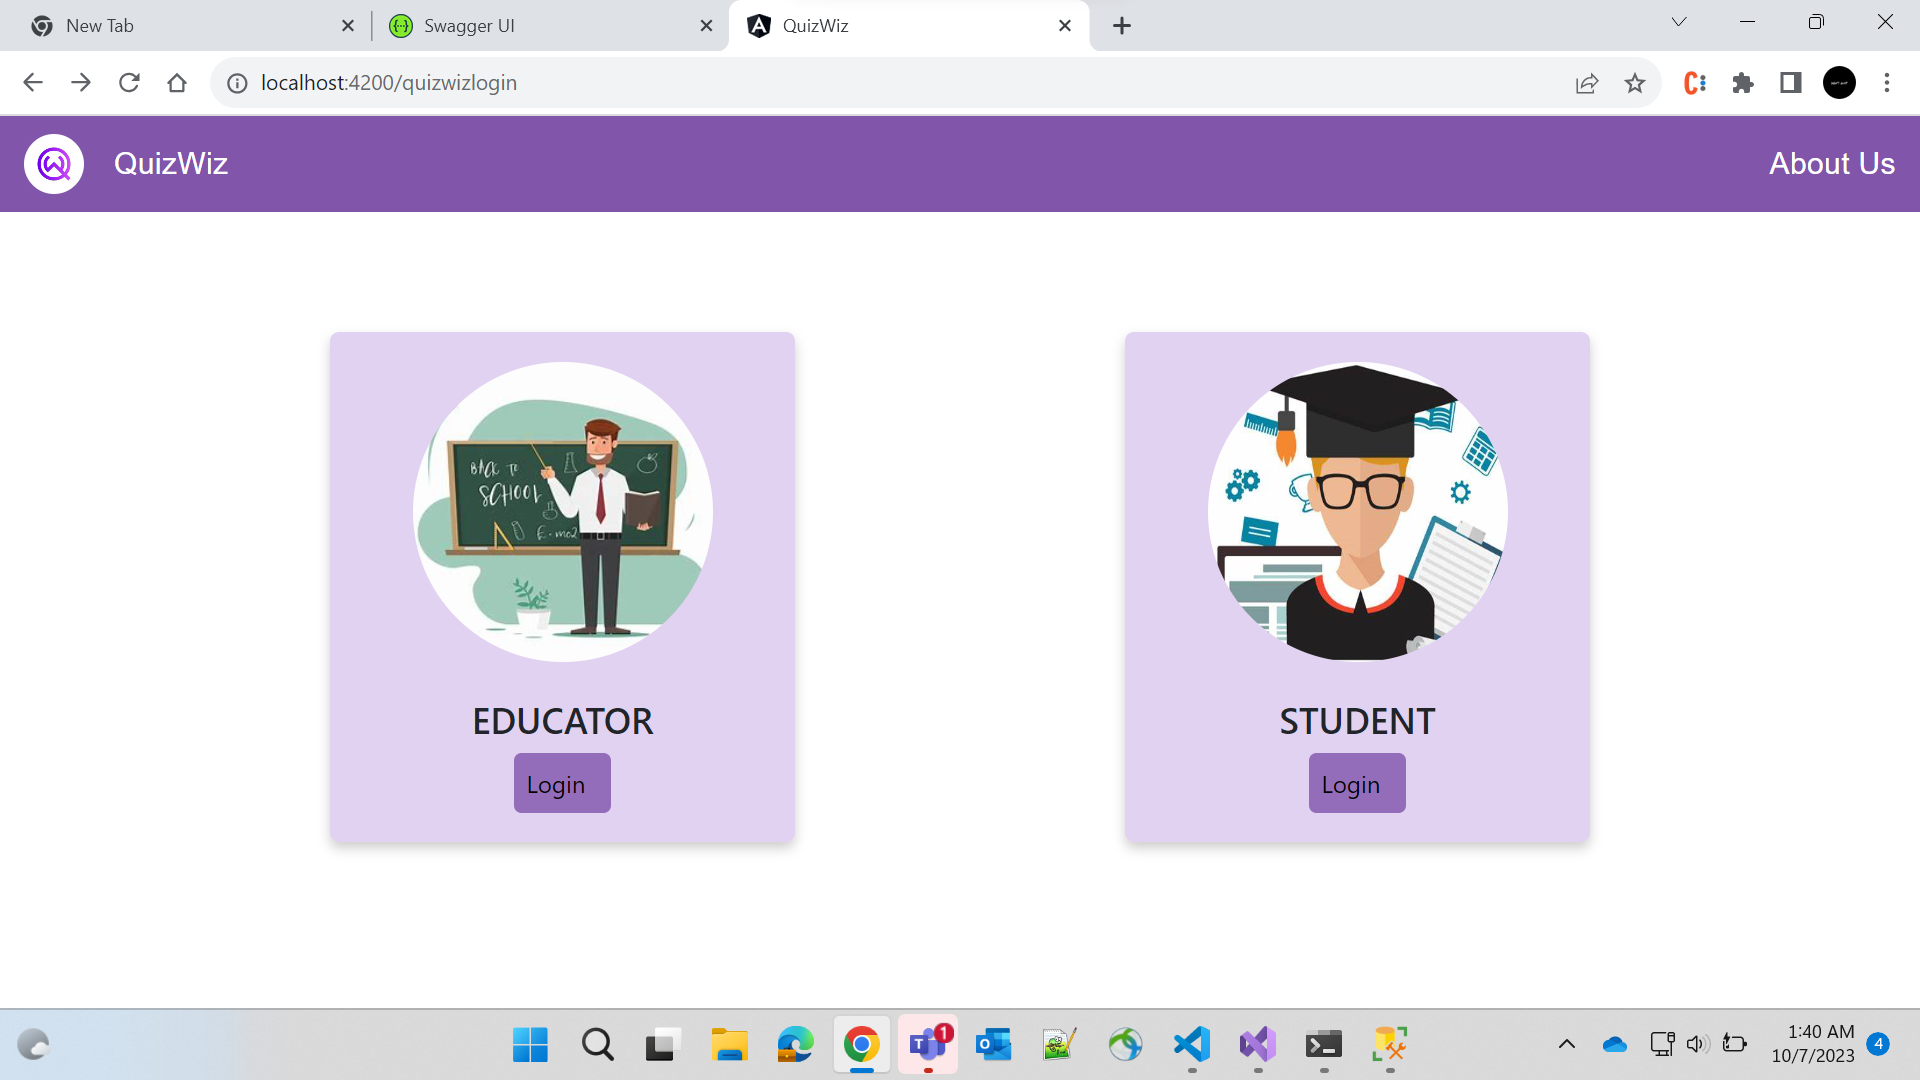 New Tab
Swagger UI
QuizWiz
localhost:4200/quizwizlogin
QuizWiz
About Us
BACK TO
SCHOOL
E=mo2
EDUCATOR
Login
STUDENT
Login
1
1:40 AM
10/7/2023
4